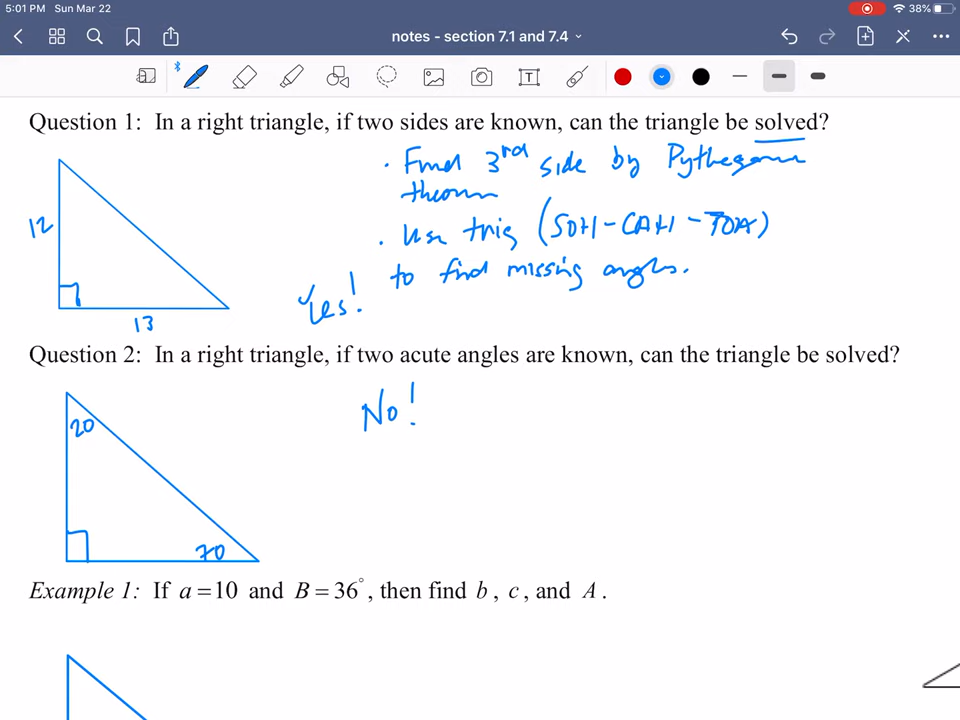 5:01 PM Sun Mar 22
38%
notes - section 7.1 and 7.4
T
Question 1: In a right triangle, if two sides are known, can the triangle be solved?
12
13
· Find 3rd side by Pythegorean
theorem
· Use trig (SOH-CAH-TOA)
to find missing angles.
Yes!
Question 2: In a right triangle, if two acute angles are known, can the triangle be solved?
20
70
No!
Example 1: If a = 10 and B = 36°, then find b, c, and A.